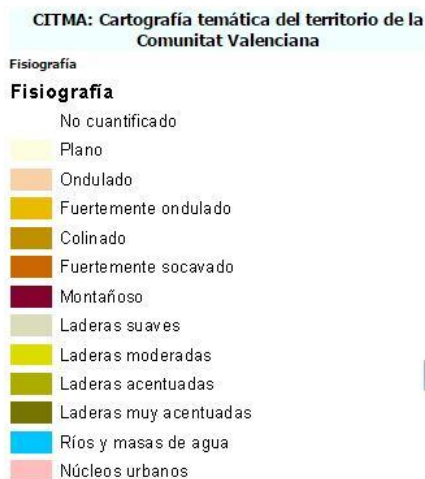 CITMA: Cartografía temática del territorio de la
Comunitat Valenciana
Fisiografía
Fisiografía
No cuantificado
Plano
Ondulado
Fuertemente ondulado
Colinado
Fuertemente socavado
Montañoso
Laderas suaves
Laderas moderadas
Laderas acentuadas
Laderas muy acentuadas
Ríos y masas de agua
Núcleos urbanos